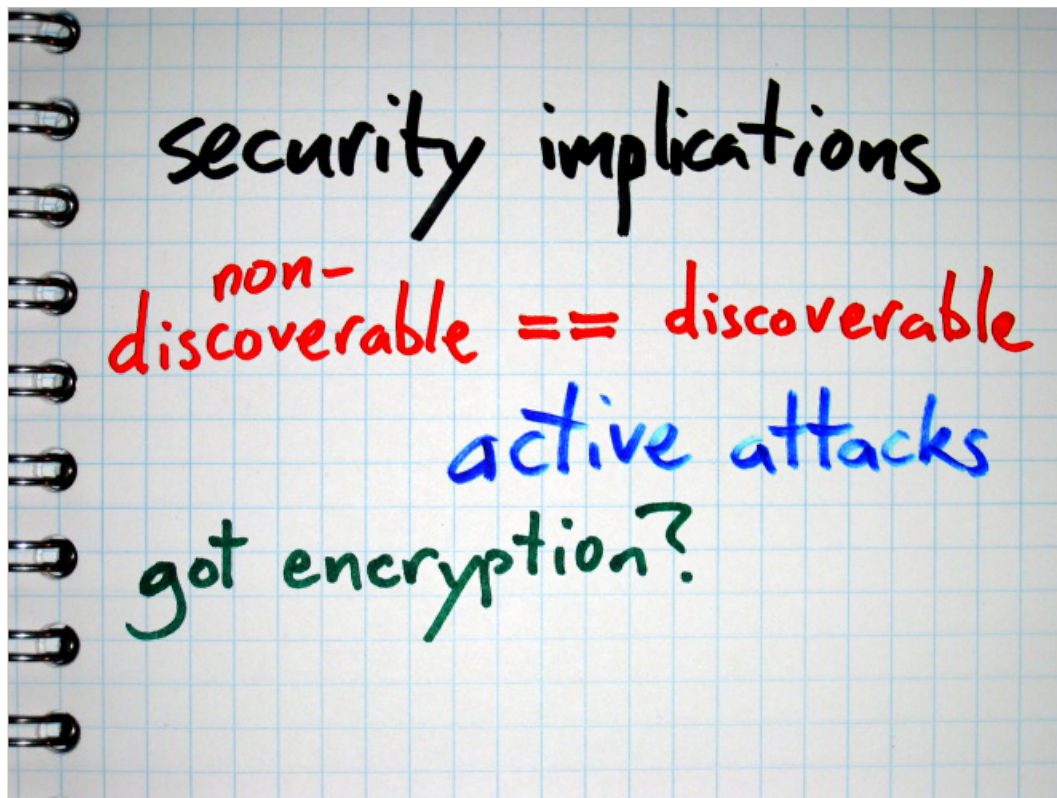 security implications
non-
discoverable == discoverable
active attacks
got encryption?